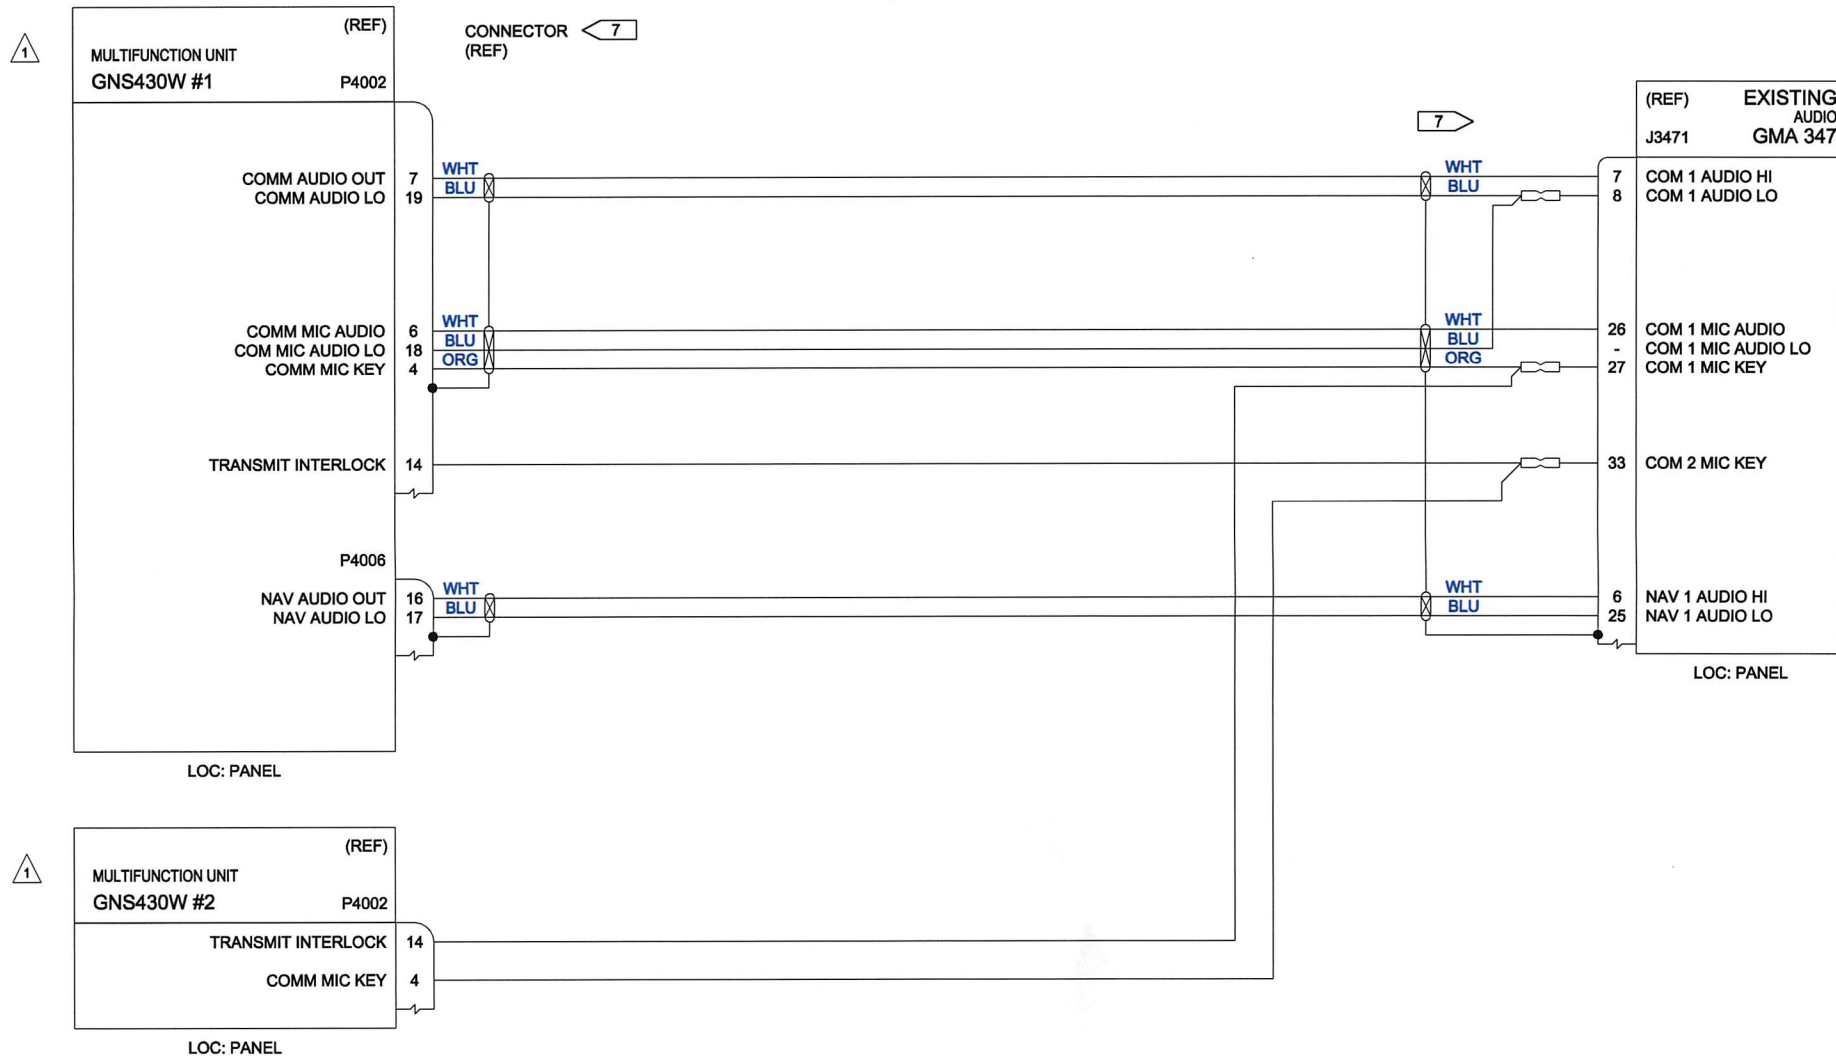 1
(REF)
MULTIFUNCTION UNIT
GNS430W #1 P4002
CONNECTOR 7
(REF)
7
(REF) EXISTING
AUDIO
J3471 GMA 347
COMM AUDIO OUT 7 WHT WHT 7 COM 1 AUDIO HI
COMM AUDIO LO 19 BLU BLU 8 COM 1 AUDIO LO
COMM MIC AUDIO 6 WHT WHT 26 COM 1 MIC AUDIO
COM MIC AUDIO LO 18 BLU BLU - COM 1 MIC AUDIO LO
COMM MIC KEY 4 ORG ORG 27 COM 1 MIC KEY
TRANSMIT INTERLOCK 14 33 COM 2 MIC KEY
P4006
NAV AUDIO OUT 16 WHT WHT 6 NAV 1 AUDIO HI
NAV AUDIO LO 17 BLU BLU 25 NAV 1 AUDIO LO
LOC: PANEL
LOC: PANEL
1
(REF)
MULTIFUNCTION UNIT
GNS430W #2 P4002
TRANSMIT INTERLOCK 14
COMM MIC KEY 4
LOC: PANEL